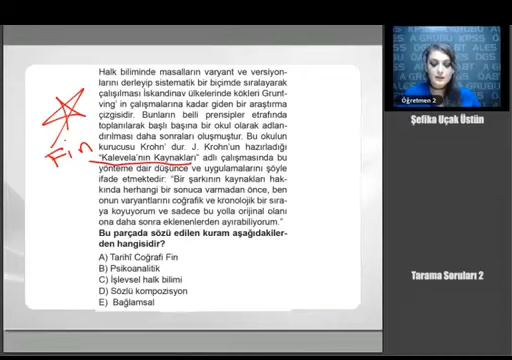 Halk biliminde masalların varyant ve versiyon-
larını derleyip sistematik bir biçimde sıralayarak
çalışılması İskandinav ülkelerinde kökleri Grunt-
ving' in çalışmalarına kadar giden bir araştırma
çizgisidir. Bunların belli prensipler etrafında
toplanılarak başlı başına bir okul olarak adlan-
dırılması daha sonraları oluşmuştur. Bu okulun
kurucusu Krohn' dur. J. Krohn'un hazırladığı
"Kalevela'nın Kaynakları" adlı çalışmasında bu
yönteme dair düşünce ve uygulamalarını şöyle
ifade etmektedir: "Bir şarkının kaynakları hak-
kında herhangi bir sonuca varmadan önce, ben
onun varyantlarını coğrafik ve kronolojik bir sıra-
ya koyuyorum ve sadece bu yolla orijinal olanı
ona daha sonra eklenenlerden ayırabiliyorum."
Bu parçada sözü edilen kuram aşağıdakiler-
den hangisidir?
A) Tarihî Coğrafi Fin
B) Psikoanalitik
C) İşlevsel halk bilimi
D) Sözlü kompozisyon
E) Bağlamsal
Fin
Öğretmen 2
Şefika Uçak Üstün
Tarama Soruları 2